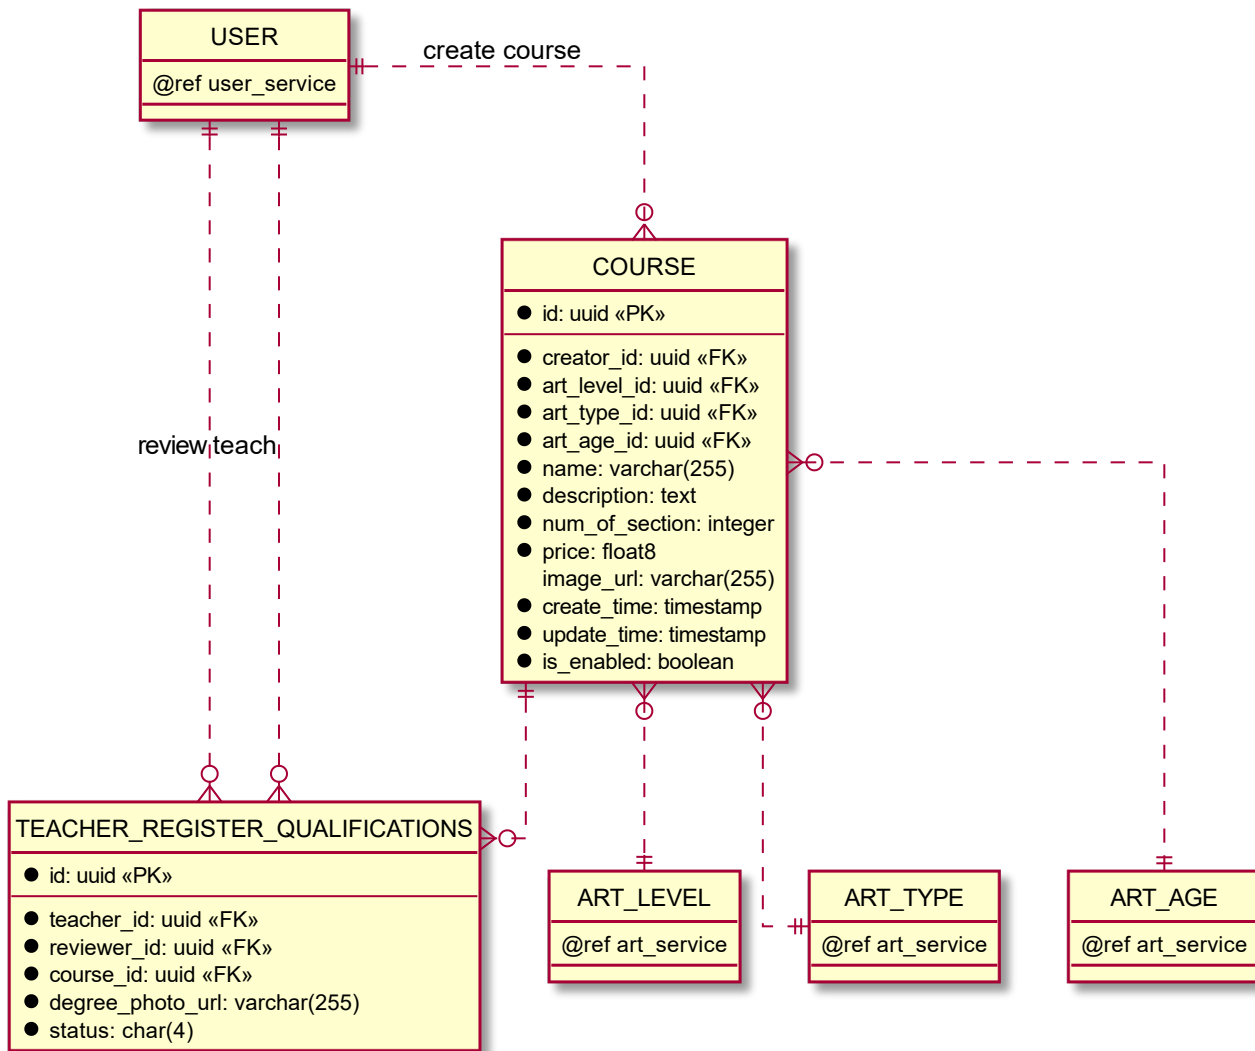 USER
@ref user_service
create course
COURSE
id: uuid «PK»
creator_id: uuid «FK»
art_level_id: uuid «FK»
art_type_id: uuid «FK»
art_age_id: uuid «FK»
name: varchar(255)
description: text
num_of_section: integer
price: float8
image_url: varchar(255)
create_time: timestamp
update_time: timestamp
is_enabled: boolean
review teach
TEACHER_REGISTER_QUALIFICATIONS
id: uuid «PK»
teacher_id: uuid «FK»
reviewer_id: uuid «FK»
course_id: uuid «FK»
degree_photo_url: varchar(255)
status: char(4)
ART_LEVEL
@ref art_service
ART_TYPE
@ref art_service
ART_AGE
@ref art_service